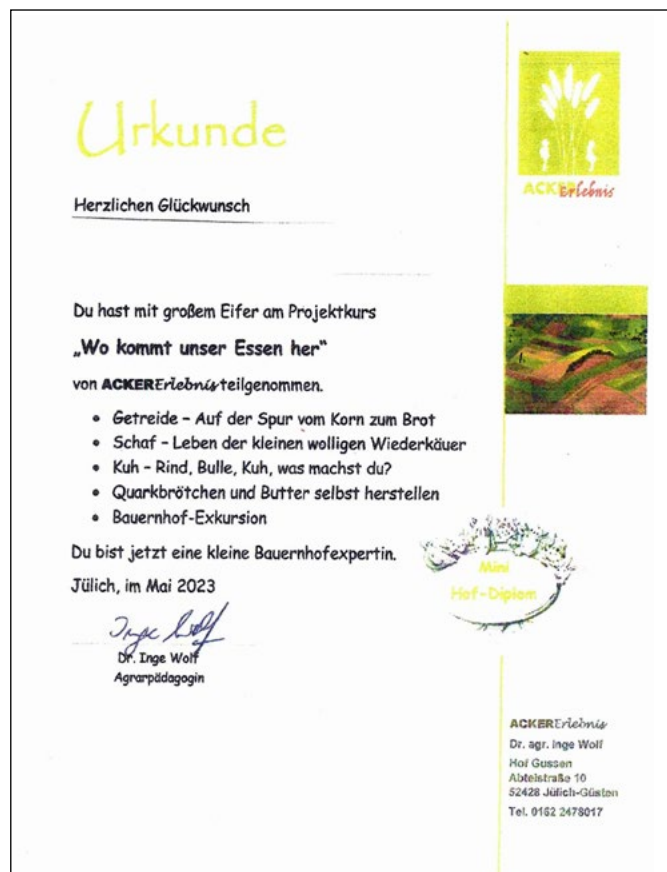 Urkunde
ACKERErlebnis
Herzlichen Glückwunsch
Du hast mit großem Eifer am Projektkurs
„Wo kommt unser Essen her“
von ACKERErlebnis teilgenommen.
• Getreide – Auf der Spur vom Korn zum Brot
• Schaf – Leben der kleinen wolligen Wiederkäuer
• Kuh – Rind, Bulle, Kuh, was machst du?
• Quarkbrötchen und Butter selbst herstellen
• Bauernhof-Exkursion
Du bist jetzt eine kleine Bauernhofexpertin.
Mini
Hof-Diplom
Jülich, im Mai 2023
Inge Wolf
Dr. Inge Wolf
Agrarpädagogin
ACKERErlebnis
Dr. agr. Inge Wolf
Hof Gussen
Abteistraße 10
52428 Jülich-Güsten
Tel. 0162 2478017